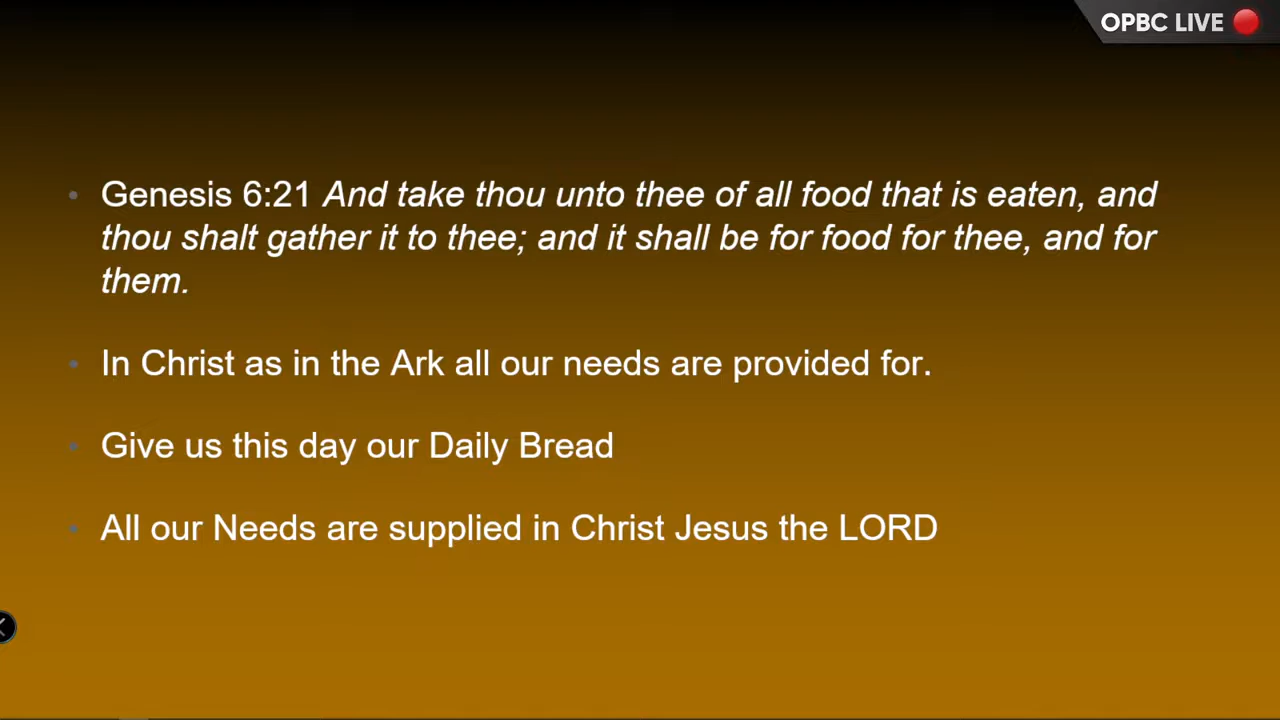 OPBC LIVE
Genesis 6:21 And take thou unto thee of all food that is eaten, and
thou shalt gather it to thee; and it shall be for food for thee, and for
them.
In Christ as in the Ark all our needs are provided for.
Give us this day our Daily Bread
All our Needs are supplied in Christ Jesus the LORD